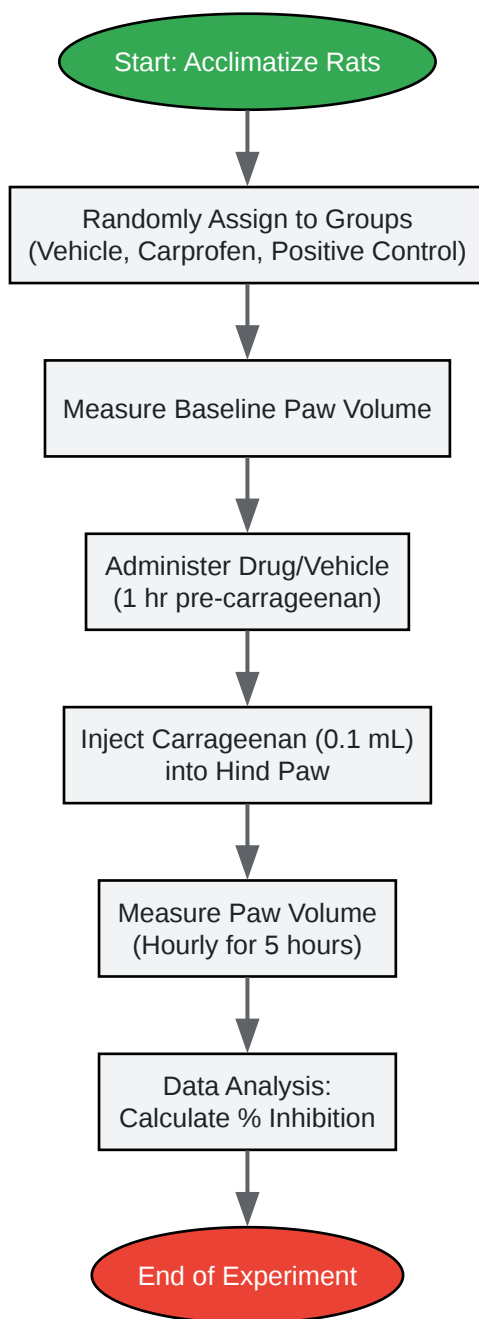 Start: Acclimatize Rats
Randomly Assign to Groups
(Vehicle, Carprofen, Positive Control)
Measure Baseline Paw Volume
Administer Drug/Vehicle
(1 hr pre-carrageenan)
Inject Carrageenan (0.1 mL)
into Hind Paw
Measure Paw Volume
(Hourly for 5 hours)
Data Analysis:
Calculate % Inhibition
End of Experiment